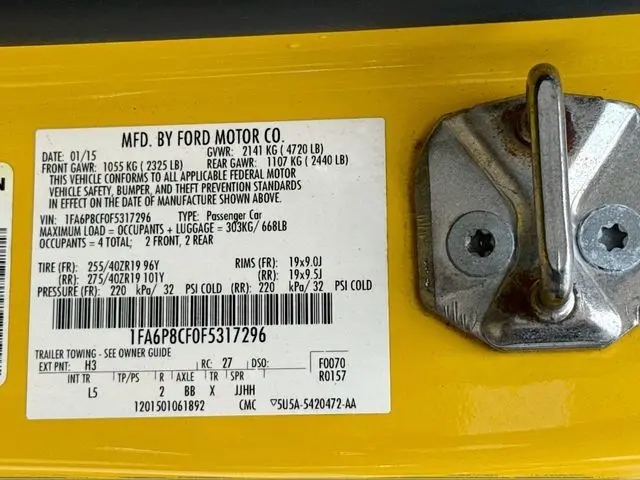 MFD. BY FORD MOTOR CO.
DATE: 01/15 GVWR: 2141 KG ( 4720 LB)
FRONT GAWR: 1055 KG ( 2325 LB) REAR GAWR: 1107 KG ( 2440 LB)
THIS VEHICLE CONFORMS TO ALL APPLICABLE FEDERAL MOTOR
VEHICLE SAFETY, BUMPER, AND THEFT PREVENTION STANDARDS
IN EFFECT ON THE DATE OF MANUFACTURE SHOWN ABOVE.
VIN: 1FA6P8CF0F5317296 TYPE: Passenger Car
MAXIMUM LOAD = OCCUPANTS + LUGGAGE = 303KG/ 668LB
OCCUPANTS = 4 TOTAL; 2 FRONT, 2 REAR
TIRE (FR): 255/40ZR19 96Y RIMS (FR): 19x9.0J
(RR): 275/40ZR19 101Y (RR): 19x9.5J
PRESSURE (FR): 220 kPa/ 32 PSI COLD (RR): 220 kPa/ 32 PSI COLD
1FA6P8CF0F5317296
TRAILER TOWING - SEE OWNER GUIDE
EXT PNT: H3 RC: 27 DSO: F0070
R0157
INT TR TP/PS R AXLE TR SPR
L5 2 BB X JJHH
1201501061892 CMC ▽5U5A-5420472-AA